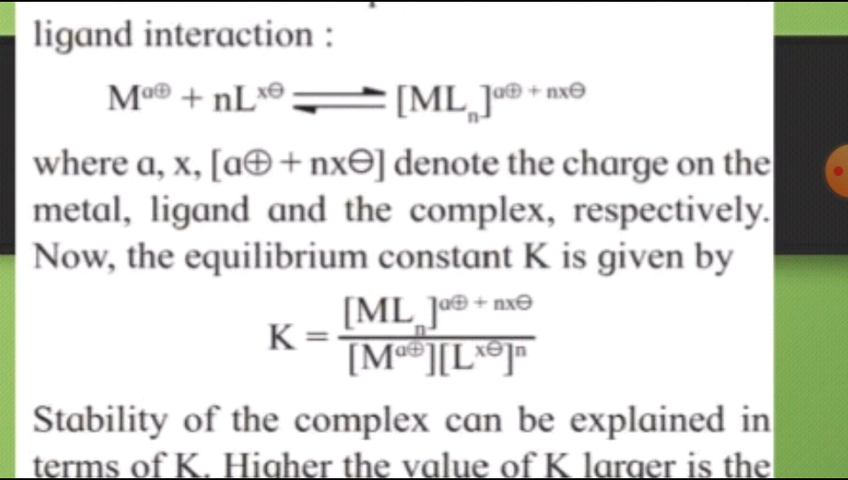 ligand interaction :
Mᵃ⊕ + nLˣ⊖ ⇌ [MLₙ]ᵃ⊕ ⁺ ⁿˣ⊖
where a, x, [a⊕ + nx⊖] denote the charge on the
metal, ligand and the complex, respectively.
Now, the equilibrium constant K is given by
K = [MLₙ]ᵃ⊕ ⁺ ⁿˣ⊖ / [Mᵃ⊕][Lˣ⊖]ⁿ
Stability of the complex can be explained in
terms of K. Higher the value of K larger is the